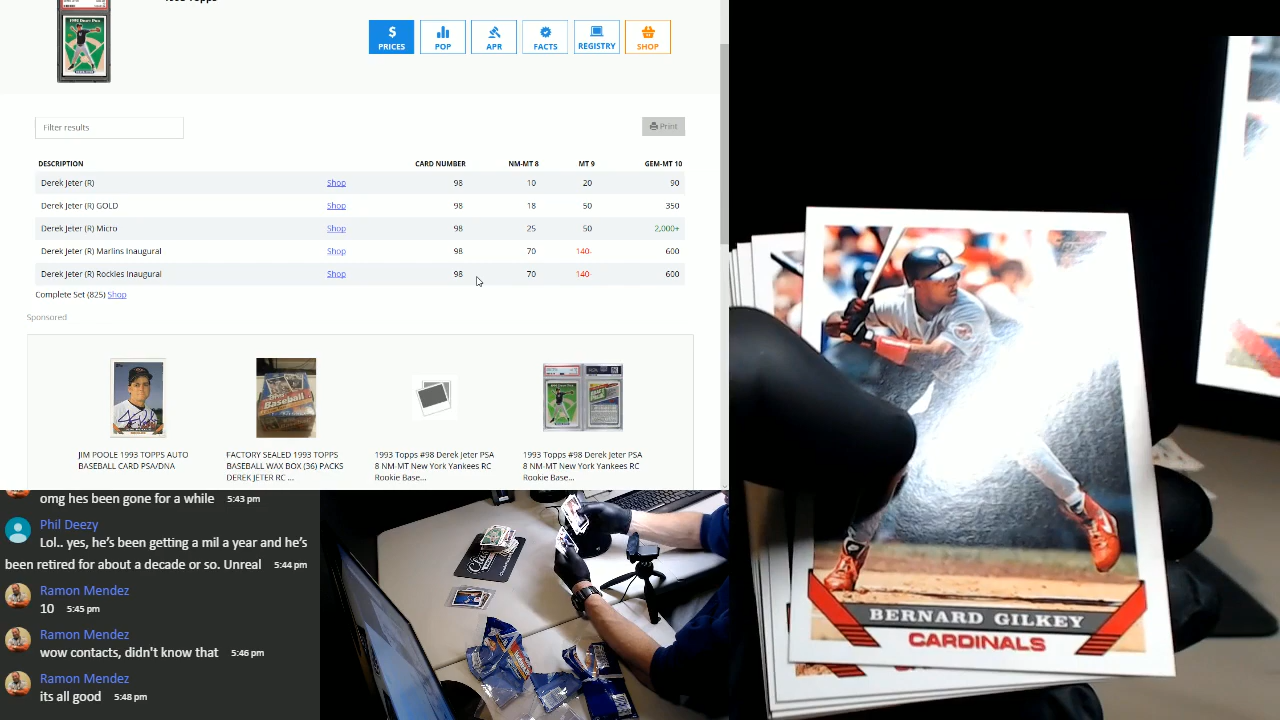 1993 Topps
PRICES
POP
APR
FACTS
REGISTRY
SHOP
Filter results
Print
DESCRIPTION CARD NUMBER NM-MT 8 MT 9 GEM-MT 10
Derek Jeter (R) Shop 98 10 20 90
Derek Jeter (R) GOLD Shop 98 18 50 350
Derek Jeter (R) Micro Shop 98 25 50 2,000+
Derek Jeter (R) Marlins Inaugural Shop 98 70 140- 600
Derek Jeter (R) Rockies Inaugural Shop 98 70 140- 600
Complete Set (825) Shop
Sponsored
JIM POOLE 1993 TOPPS AUTO
BASEBALL CARD PSA/DNA
FACTORY SEALED 1993 TOPPS
BASEBALL WAX BOX (36) PACKS
DEREK JETER RC ...
1993 Topps #98 Derek Jeter PSA
8 NM-MT New York Yankees RC
Rookie Base...
1993 Topps #98 Derek Jeter PSA
8 NM-MT New York Yankees RC
Rookie Base...
omg hes been gone for a while 5:43 pm
Phil Deezy
Lol.. yes, he's been getting a mil a year and he's
been retired for about a decade or so. Unreal 5:44 pm
Ramon Mendez
10 5:45 pm
Ramon Mendez
wow contacts, didn't know that 5:46 pm
Ramon Mendez
its all good 5:48 pm
BERNARD GILKEY
CARDINALS